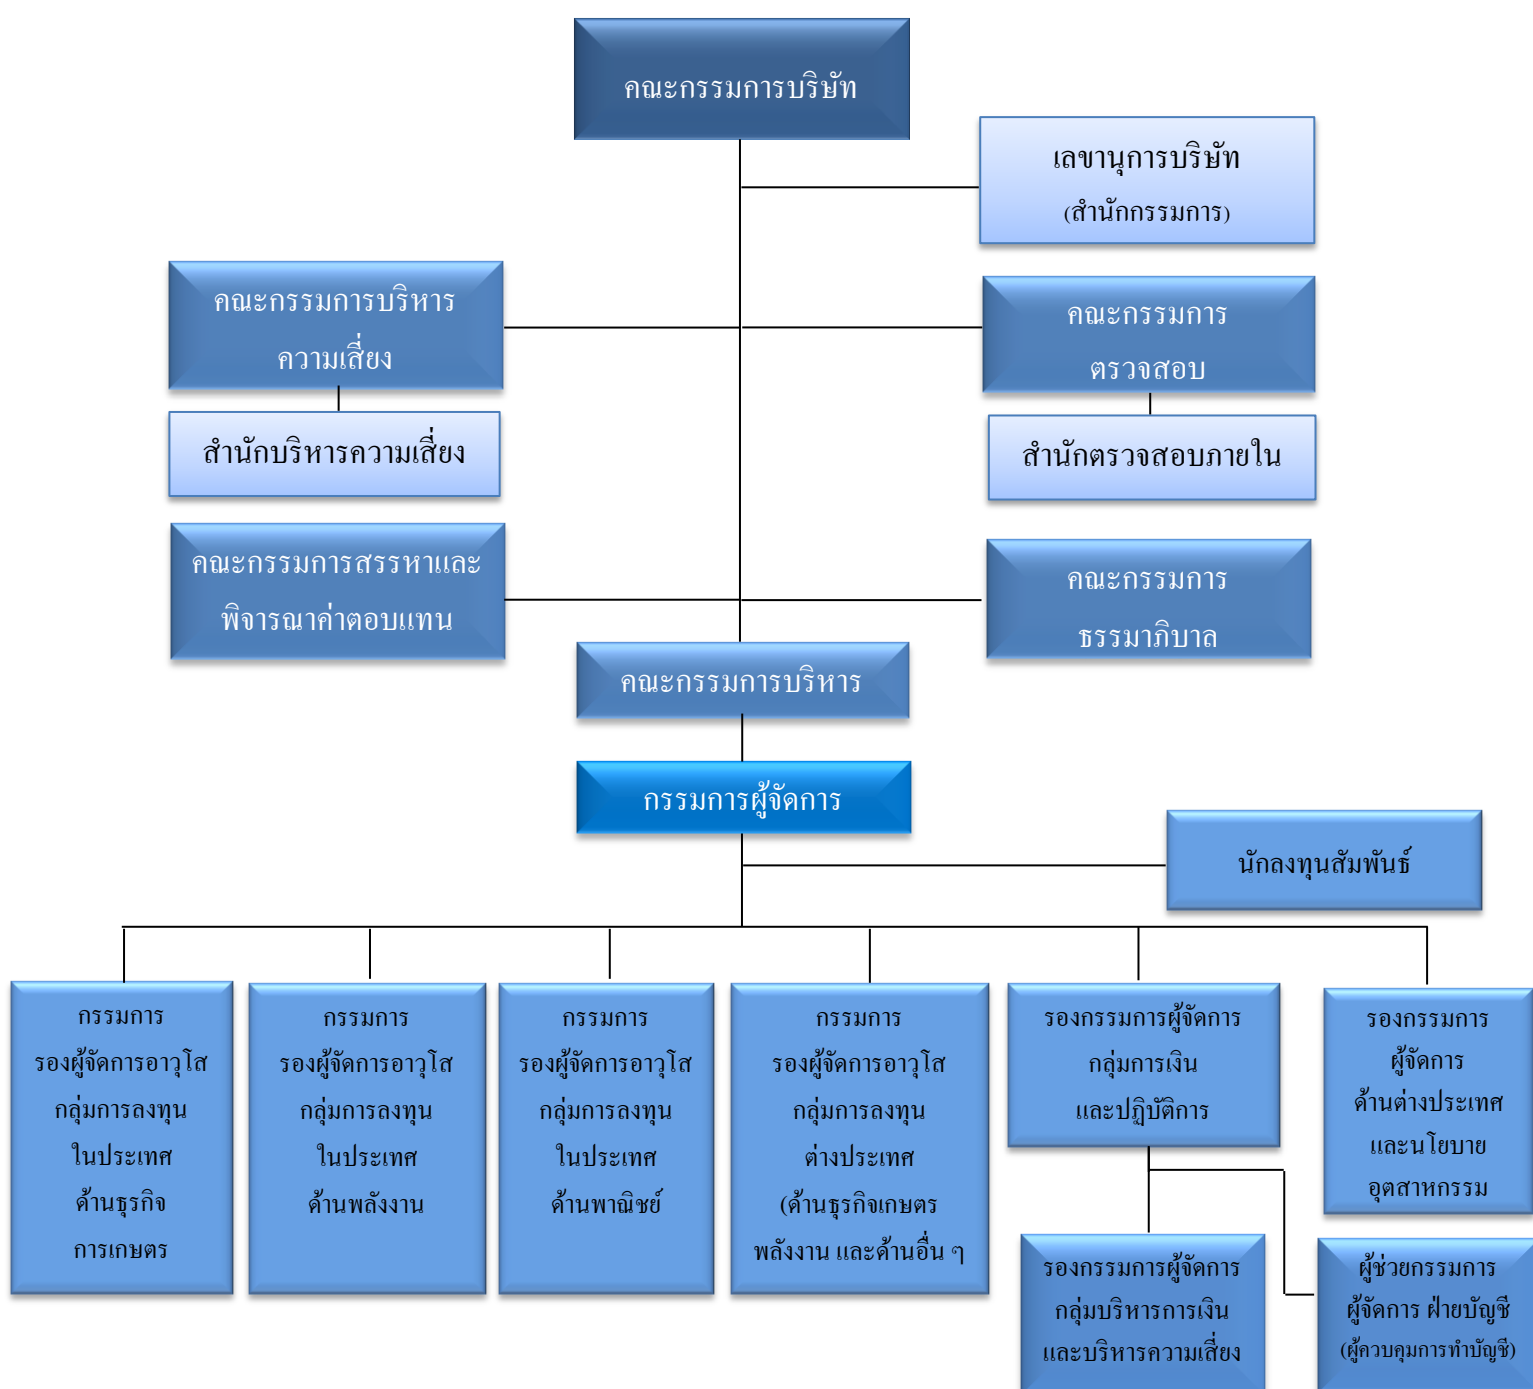 คณะกรรมการบริษัท
เลขานุการบริษัท
(สำนักกรรมการ)
คณะกรรมการบริหาร
ความเสี่ยง
คณะกรรมการ
ตรวจสอบ
สำนักบริหารความเสี่ยง
สำนักตรวจสอบภายใน
คณะกรรมการสรรหาและ
พิจารณาค่าตอบแทน
คณะกรรมการ
ธรรมาภิบาล
คณะกรรมการบริหาร
กรรมการผู้จัดการ
นักลงทุนสัมพันธ์
กรรมการ
รองผู้จัดการอาวุโส
กลุ่มการลงทุน
ในประเทศ
ด้านธุรกิจ
การเกษตร
กรรมการ
รองผู้จัดการอาวุโส
กลุ่มการลงทุน
ในประเทศ
ด้านพลังงาน
กรรมการ
รองผู้จัดการอาวุโส
กลุ่มการลงทุน
ในประเทศ
ด้านพาณิชย์
กรรมการ
รองผู้จัดการอาวุโส
กลุ่มการลงทุน
ต่างประเทศ
(ด้านธุรกิจเกษตร
พลังงาน และด้านอื่น ๆ
รองกรรมการผู้จัดการ
กลุ่มการเงิน
และปฏิบัติการ
รองกรรมการ
ผู้จัดการ
ด้านต่างประเทศ
และนโยบาย
อุตสาหกรรม
รองกรรมการผู้จัดการ
กลุ่มบริหารการเงิน
และบริหารความเสี่ยง
ผู้ช่วยกรรมการ
ผู้จัดการ ฝ่ายบัญชี
(ผู้ควบคุมการทำบัญชี)